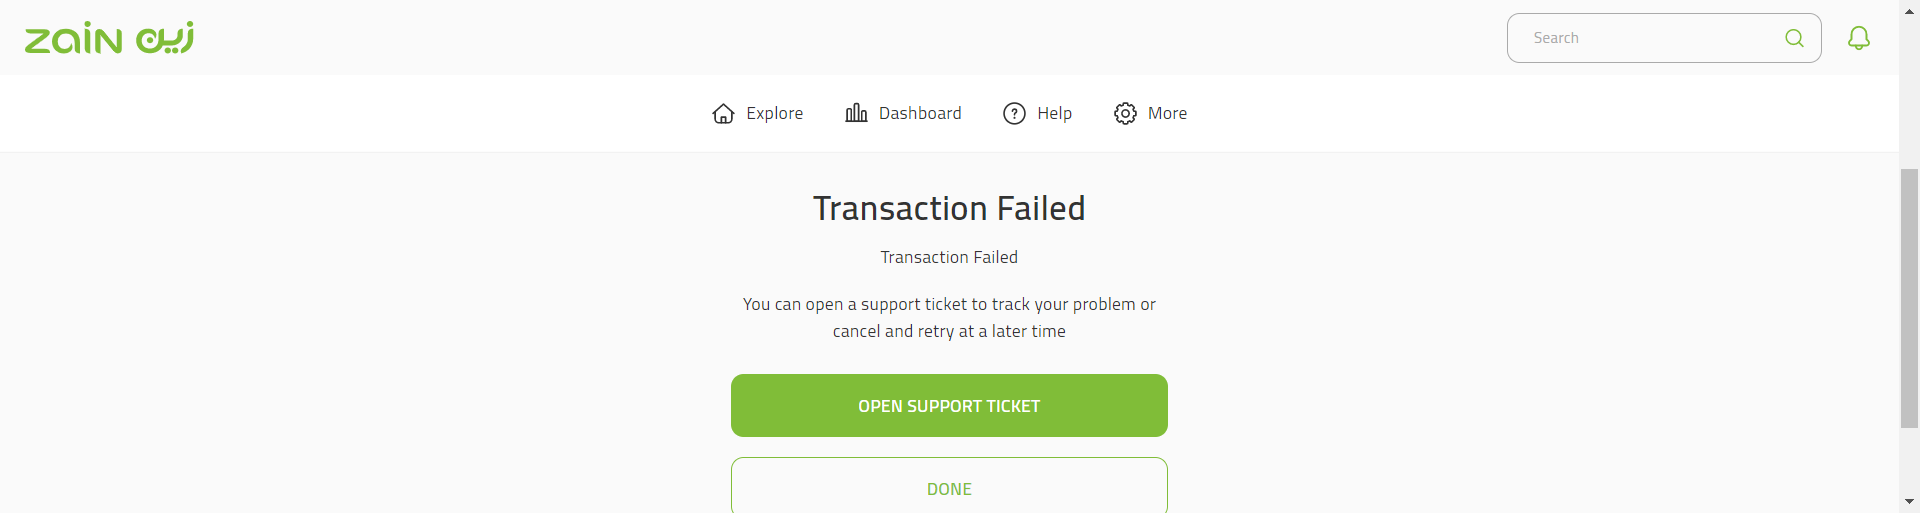 zain زين
Search
Explore
Dashboard
Help
More
Transaction Failed
Transaction Failed
You can open a support ticket to track your problem or
cancel and retry at a later time
OPEN SUPPORT TICKET
DONE